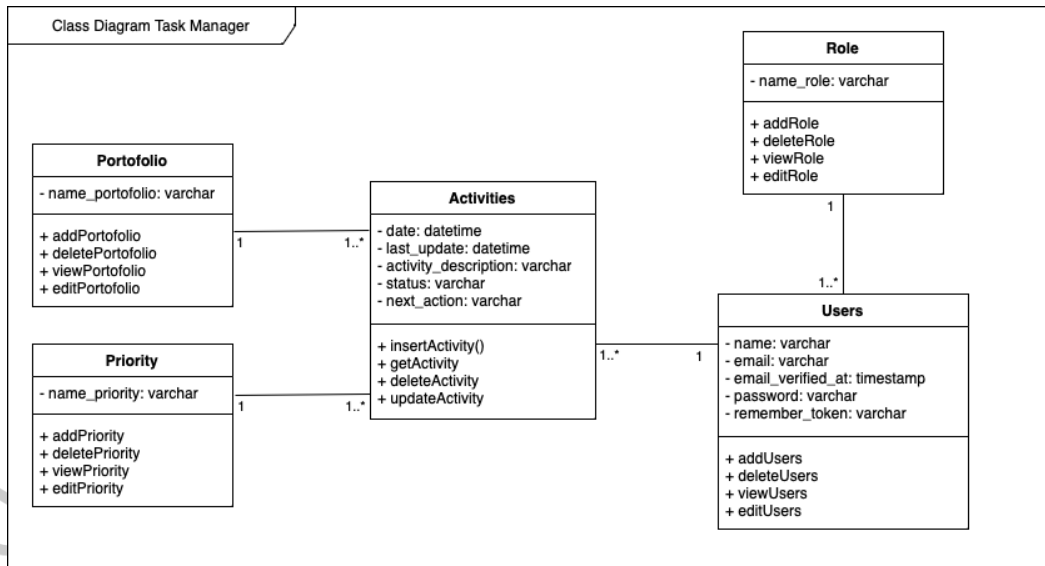 Class Diagram Task Manager
Role
- name_role: varchar
+ addRole
+ deleteRole
+ viewRole
+ editRole
Portofolio
- name_portofolio: varchar
+ addPortofolio
+ deletePortofolio
+ viewPortofolio
+ editPortofolio
1
1..*
Activities
- date: datetime
- last_update: datetime
- activity_description: varchar
- status: varchar
- next_action: varchar
+ insertActivity()
+ getActivity
+ deleteActivity
+ updateActivity
1
1..*
Users
- name: varchar
- email: varchar
- email_verified_at: timestamp
- password: varchar
- remember_token: varchar
+ addUsers
+ deleteUsers
+ viewUsers
+ editUsers
1..*
1
Priority
- name_priority: varchar
+ addPriority
+ deletePriority
+ viewPriority
+ editPriority
1
1..*